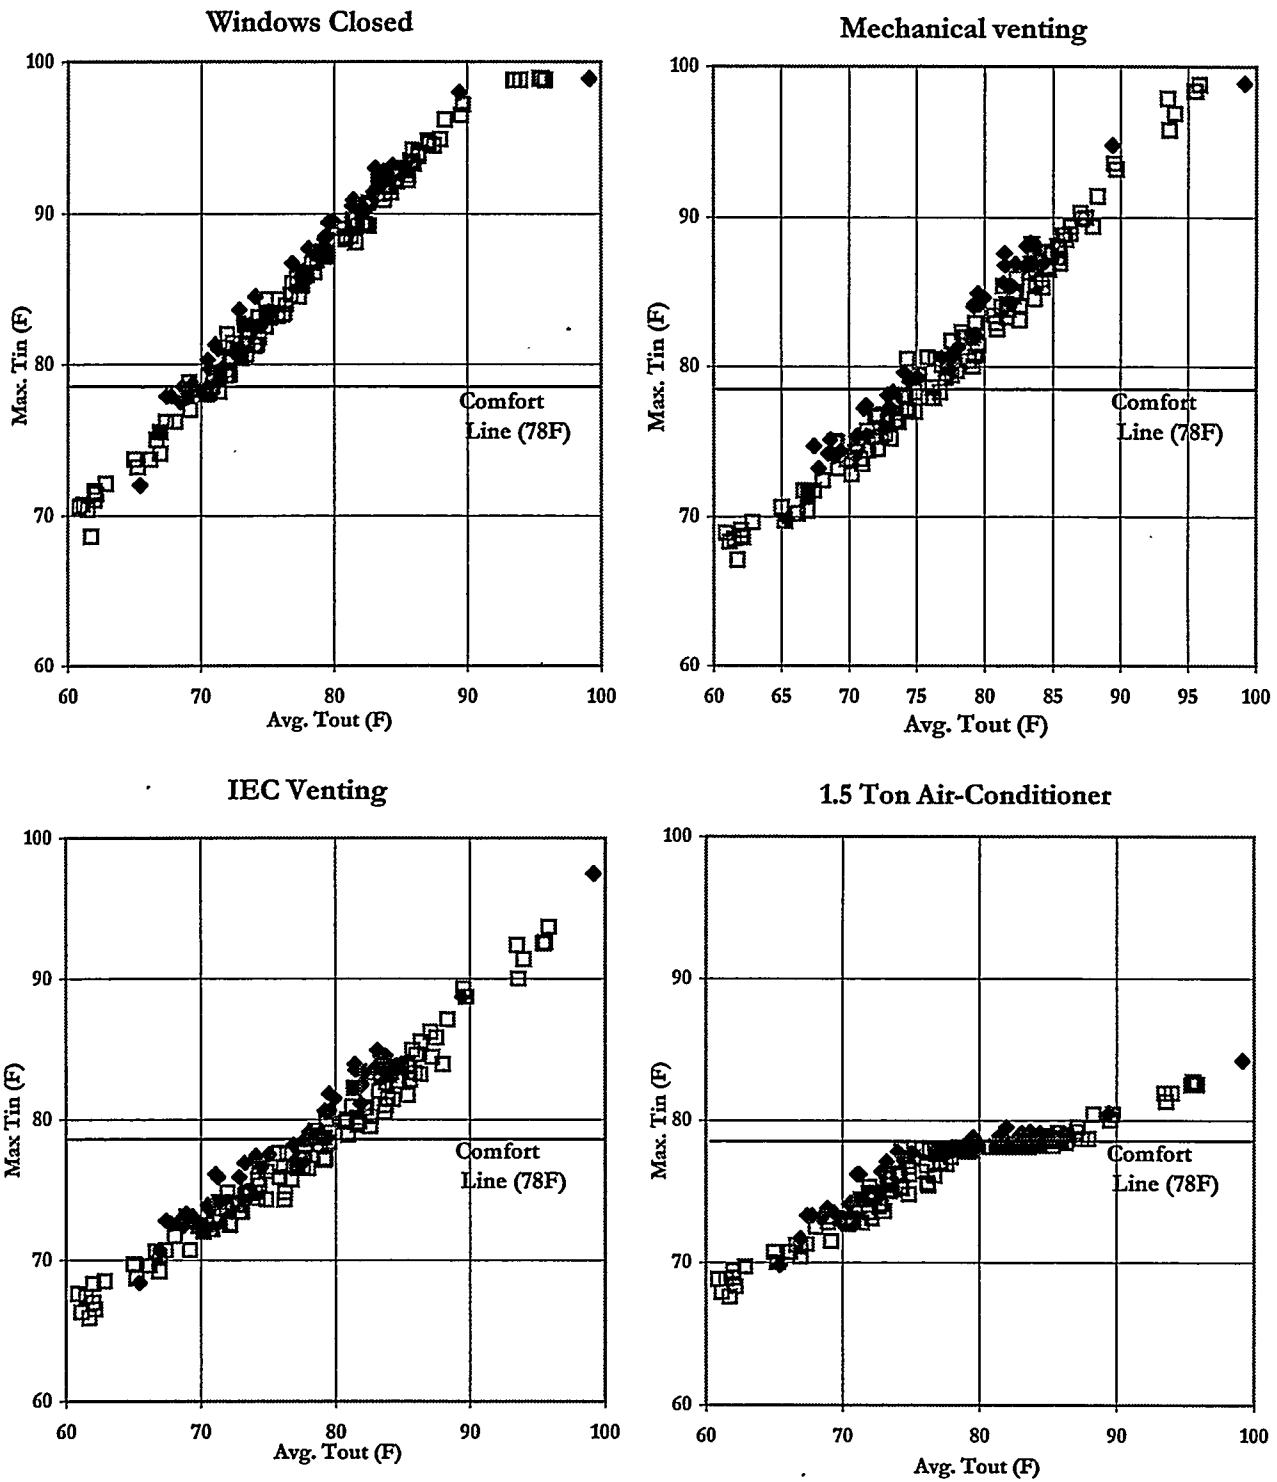 Windows Closed
100
90
80
70
60
60 70 80 90 100
Max. Tin (F)
Avg. Tout (F)
Comfort
Line (78F)
Mechanical venting
100
90
80
70
60
60 65 70 75 80 85 90 95 100
Max. Tin (F)
Avg. Tout (F)
Comfort
Line (78F)
IEC Venting
100
90
80
70
60
60 70 80 90 100
Max Tin (F)
Avg. Tout (F)
Comfort
Line (78F)
1.5 Ton Air-Conditioner
100
90
80
70
60
60 70 80 90 100
Max. Tin (F)
Avg. Tout (F)
Comfort
Line (78F)